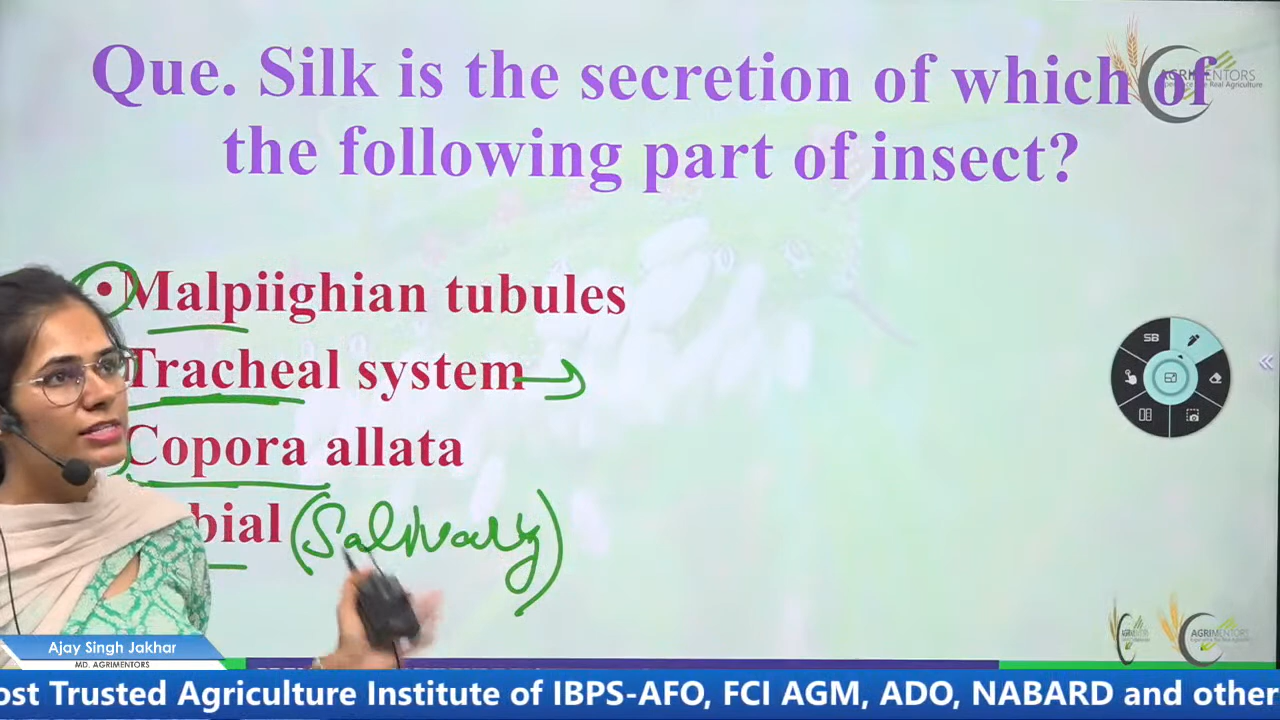 Que. Silk is the secretion of which of
the following part of insect?
• Malpiighian tubules
Tracheal system
Copora allata
bial (Salivary)
AGRIMENTORS
AGRIMENTORS
Ajay Singh Jakhar
MD. AGRIMENTORS
ost Trusted Agriculture Institute of IBPS-AFO, FCI AGM, ADO, NABARD and other
SB